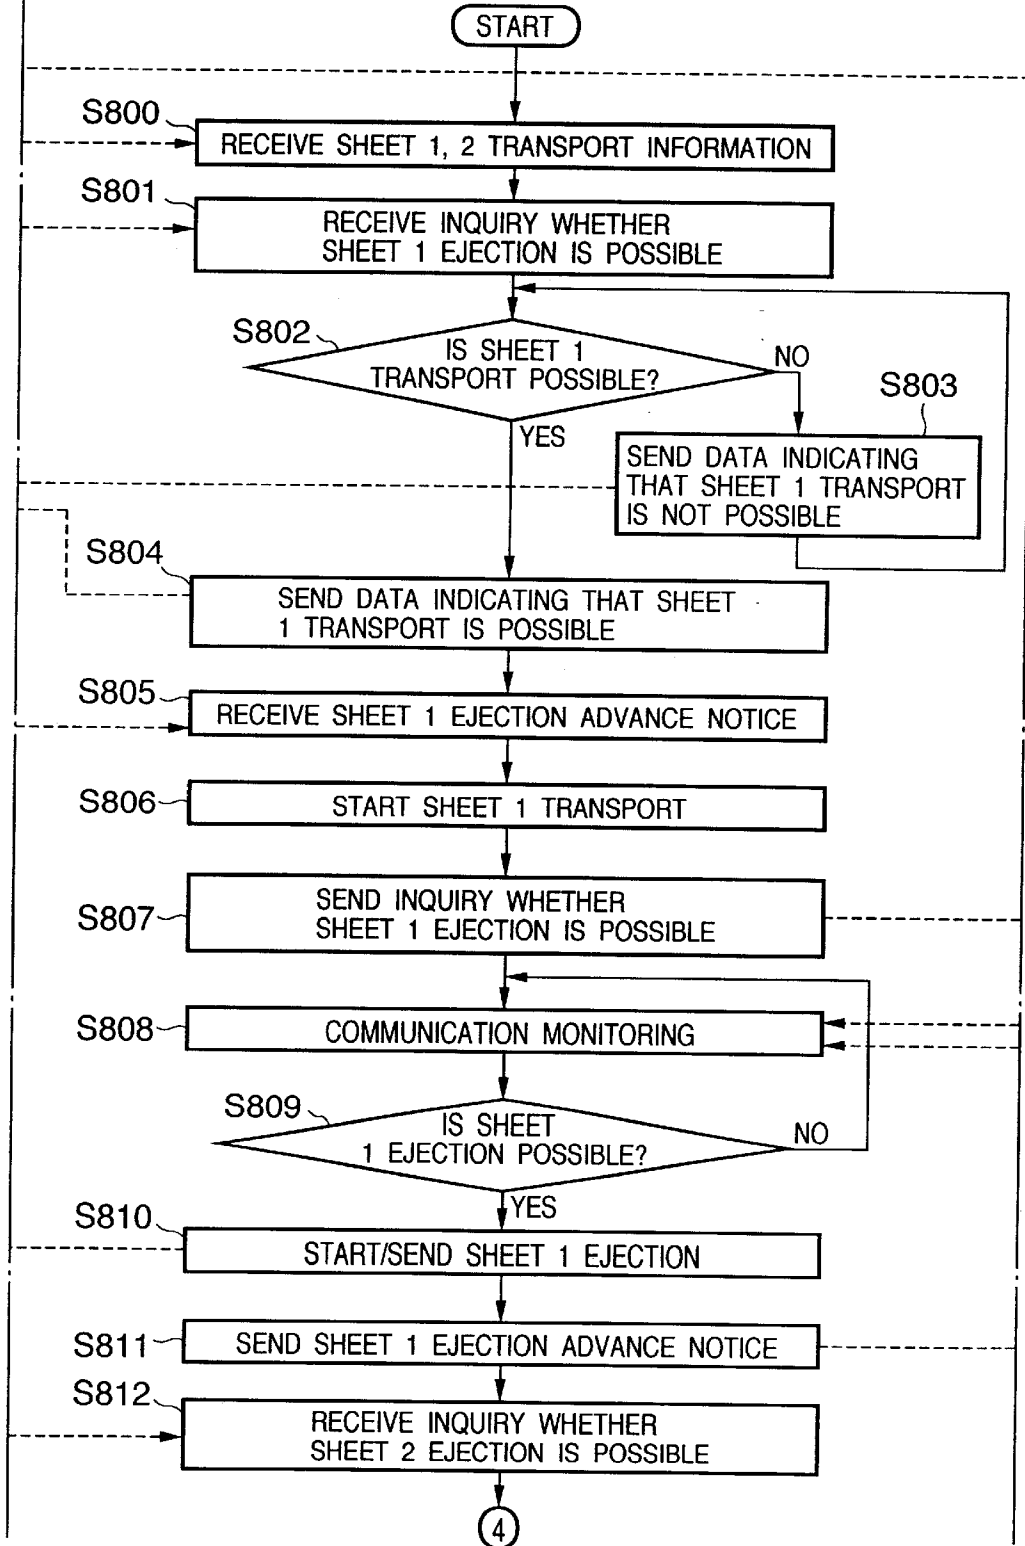 START
S800
RECEIVE SHEET 1, 2 TRANSPORT INFORMATION
S801
RECEIVE INQUIRY WHETHER
SHEET 1 EJECTION IS POSSIBLE
S802
IS SHEET 1
TRANSPORT POSSIBLE?
NO
S803
YES
SEND DATA INDICATING
THAT SHEET 1 TRANSPORT
IS NOT POSSIBLE
S804
SEND DATA INDICATING THAT SHEET
1 TRANSPORT IS POSSIBLE
S805
RECEIVE SHEET 1 EJECTION ADVANCE NOTICE
S806
START SHEET 1 TRANSPORT
S807
SEND INQUIRY WHETHER
SHEET 1 EJECTION IS POSSIBLE
S808
COMMUNICATION MONITORING
S809
IS SHEET
1 EJECTION POSSIBLE?
NO
YES
S810
START/SEND SHEET 1 EJECTION
S811
SEND SHEET 1 EJECTION ADVANCE NOTICE
S812
RECEIVE INQUIRY WHETHER
SHEET 2 EJECTION IS POSSIBLE
4